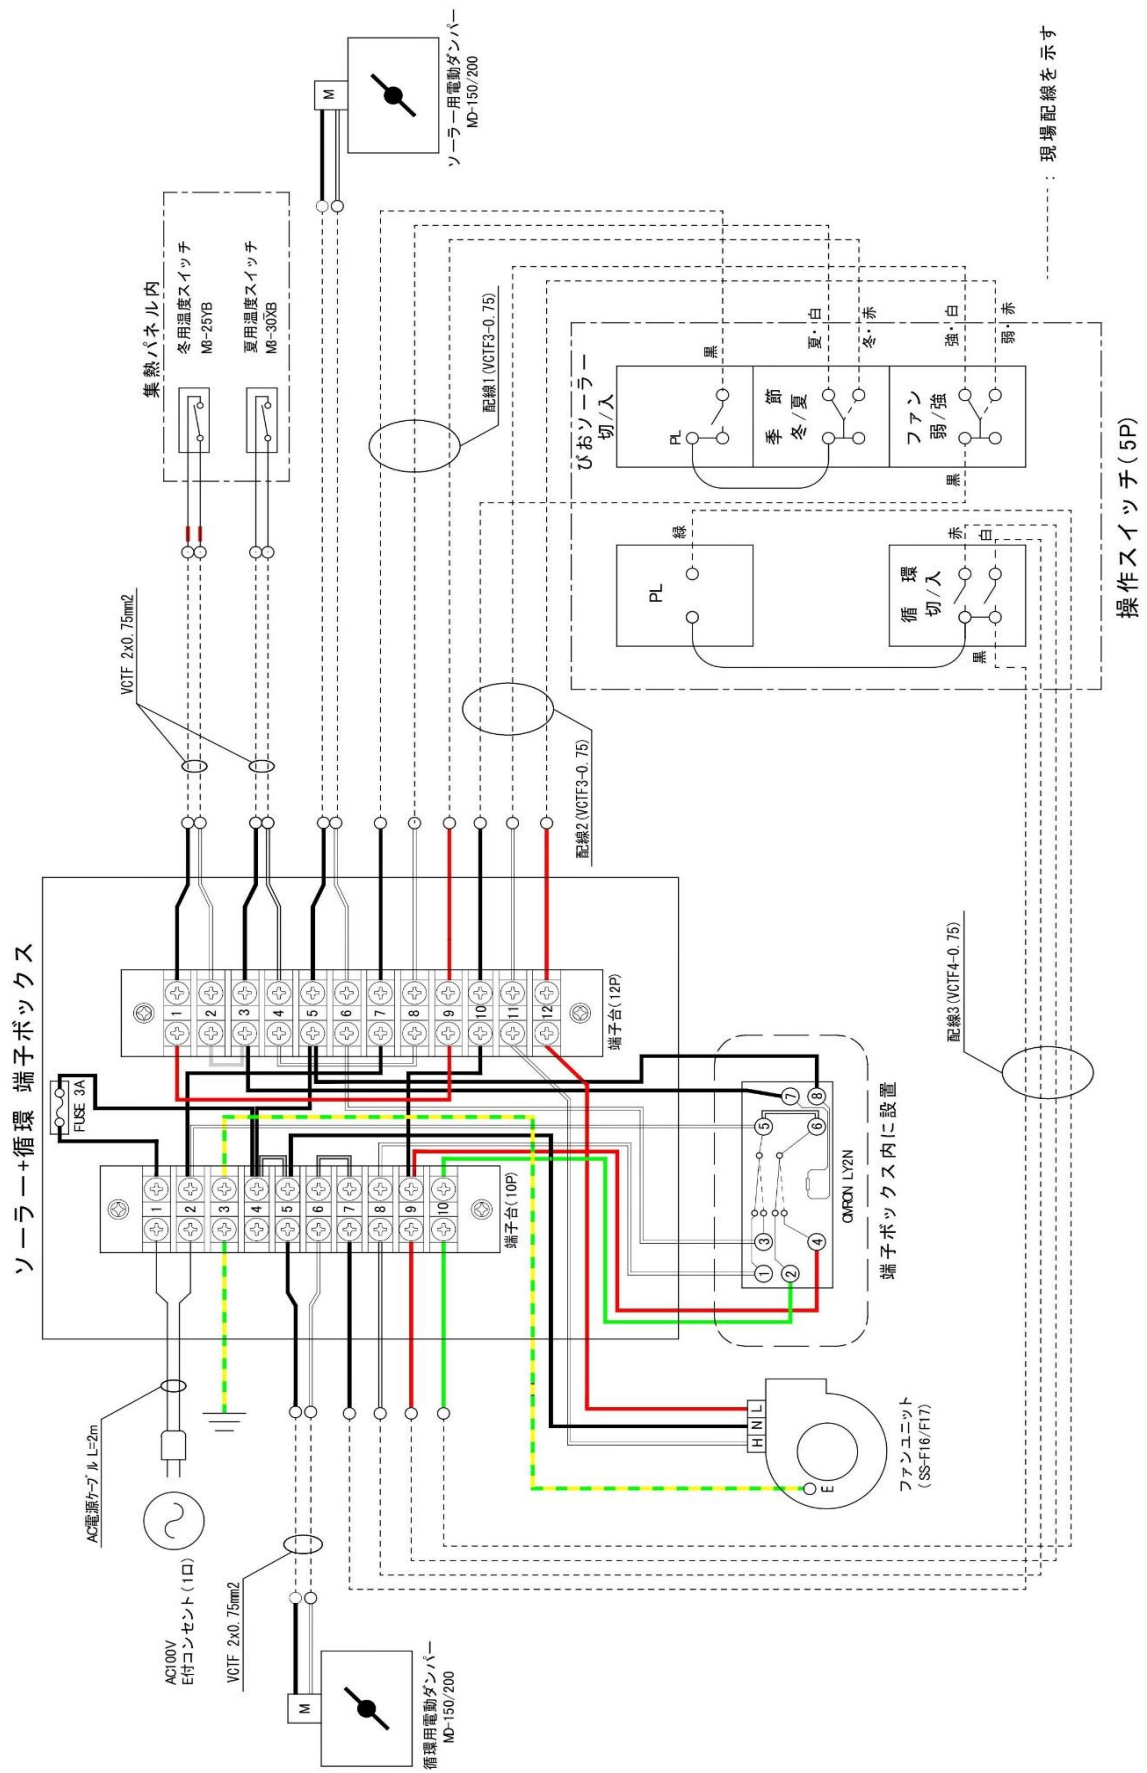 ソーラー+循環 端子ボックス
AC100V
E付コンセント(1口)
AC電源ケーブル L=2m
FUSE 3A
VCTF 2x0.75mm2
集熱パネル内
冬用温度スイッチ
MB-25YB
夏用温度スイッチ
MB-30XB
M
ソーラー用電動ダンパー
MD-150/200
1
2
3
4
5
6
7
8
9
10
端子台(10P)
1
2
3
4
5
6
7
8
9
10
11
12
端子台(12P)
VCTF 2x0.75mm2
M
循環用電動ダンパー
MD-150/200
配線1(VCTF3-0.75)
配線2(VCTF3-0.75)
配線3(VCTF4-0.75)
1
2
3
4
5
6
7
8
OMRON LY2N
端子ボックス内に設置
H N L
E
ファンユニット
(SS-F16/F17)
びおソーラー
切/入
PL
黒
季 節
冬/夏
夏・白
冬・赤
ファン
弱/強
強・白
弱・赤
黒
PL
緑
循 環
切/入
赤
白
黒
操作スイッチ(5P)
: 現場配線を示す